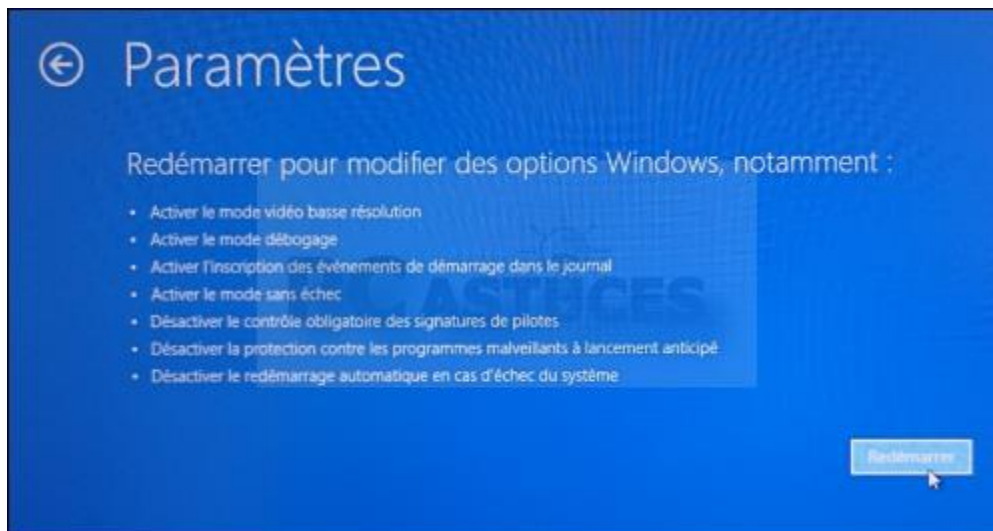 Paramètres
Redémarrer pour modifier des options Windows, notamment :
• Activer le mode vidéo basse résolution
• Activer le mode débogage
• Activer l'inscription des évènements de démarrage dans le journal
• Activer le mode sans échec
• Désactiver le contrôle obligatoire des signatures de pilotes
• Désactiver la protection contre les programmes malveillants à lancement anticipé
• Désactiver le redémarrage automatique en cas d'échec du système
PC ASTUCES
Redémarrer